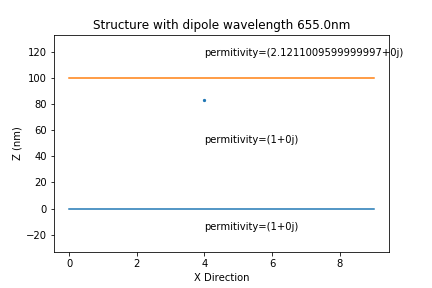 Structure with dipole wavelength 655.0nm
permitivity=(2.1211009599999997+0j)
permitivity=(1+0j)
permitivity=(1+0j)
Z (nm)
120
100
80
60
40
20
0
−20
0 2 4 6 8
X Direction